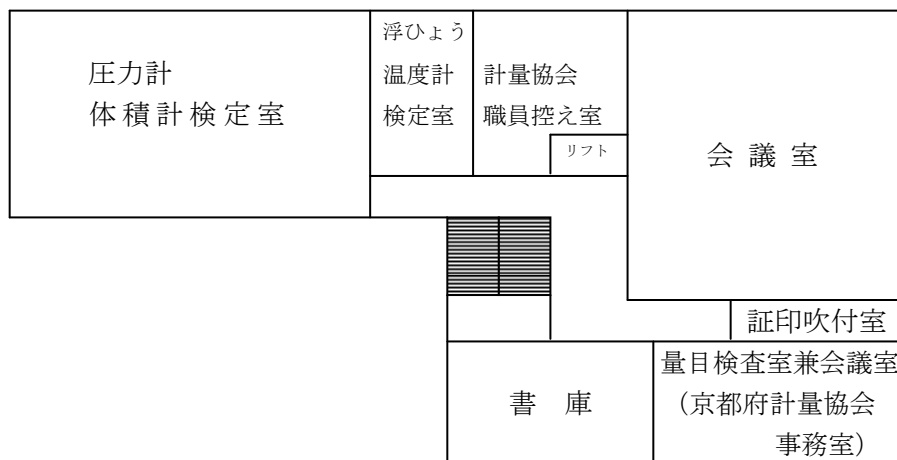 圧力計
体積計検定室
浮ひょう
温度計
検定室
計量協会
職員控え室
リフト
会議室
証印吹付室
書庫
量目検査室兼会議室
（京都府計量協会
事務室）